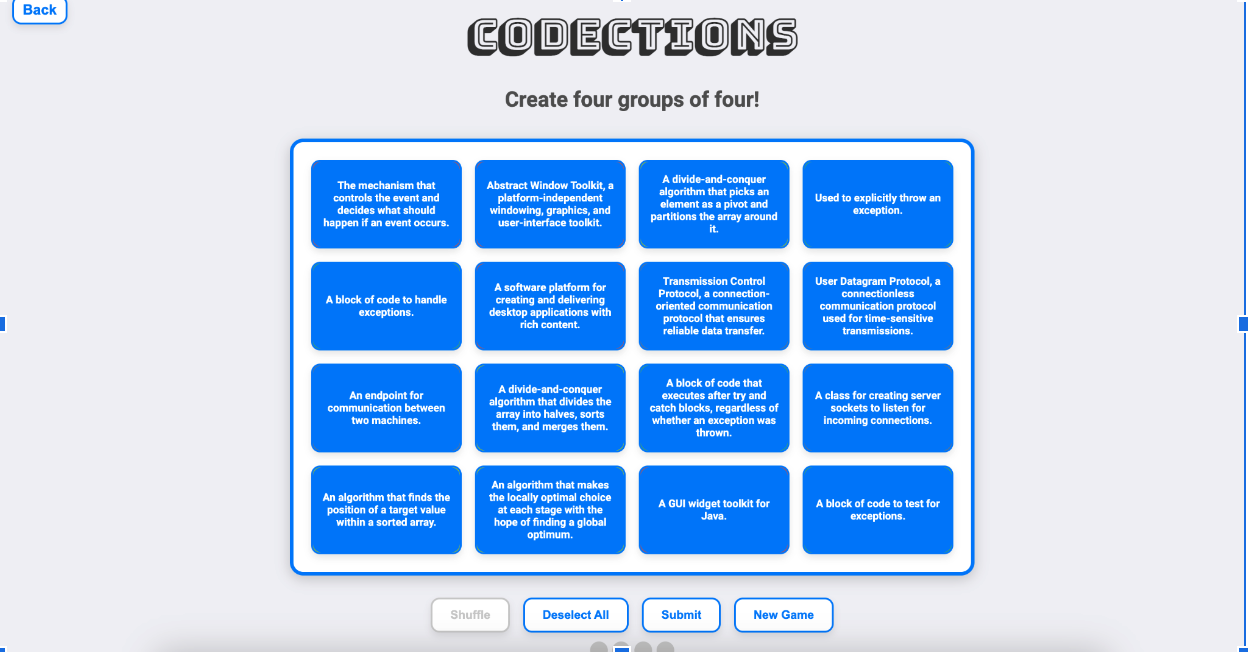 Back
CODECTIONS
Create four groups of four!
The mechanism that
controls the event and
decides what should
happen if an event occurs.
Abstract Window Toolkit, a
platform-independent
windowing, graphics, and
user-interface toolkit.
A divide-and-conquer
algorithm that picks an
element as a pivot and
partitions the array around
it.
Used to explicitly throw an
exception.
A block of code to handle
exceptions.
A software platform for
creating and delivering
desktop applications with
rich content.
Transmission Control
Protocol, a connection-
oriented communication
protocol that ensures
reliable data transfer.
User Datagram Protocol, a
connectionless
communication protocol
used for time-sensitive
transmissions.
An endpoint for
communication between
two machines.
A divide-and-conquer
algorithm that divides the
array into halves, sorts
them, and merges them.
A block of code that
executes after try and
catch blocks, regardless of
whether an exception was
thrown.
A class for creating server
sockets to listen for
incoming connections.
An algorithm that finds the
position of a target value
within a sorted array.
An algorithm that makes
the locally optimal choice
at each stage with the
hope of finding a global
optimum.
A GUI widget toolkit for
Java.
A block of code to test for
exceptions.
Shuffle
Deselect All
Submit
New Game